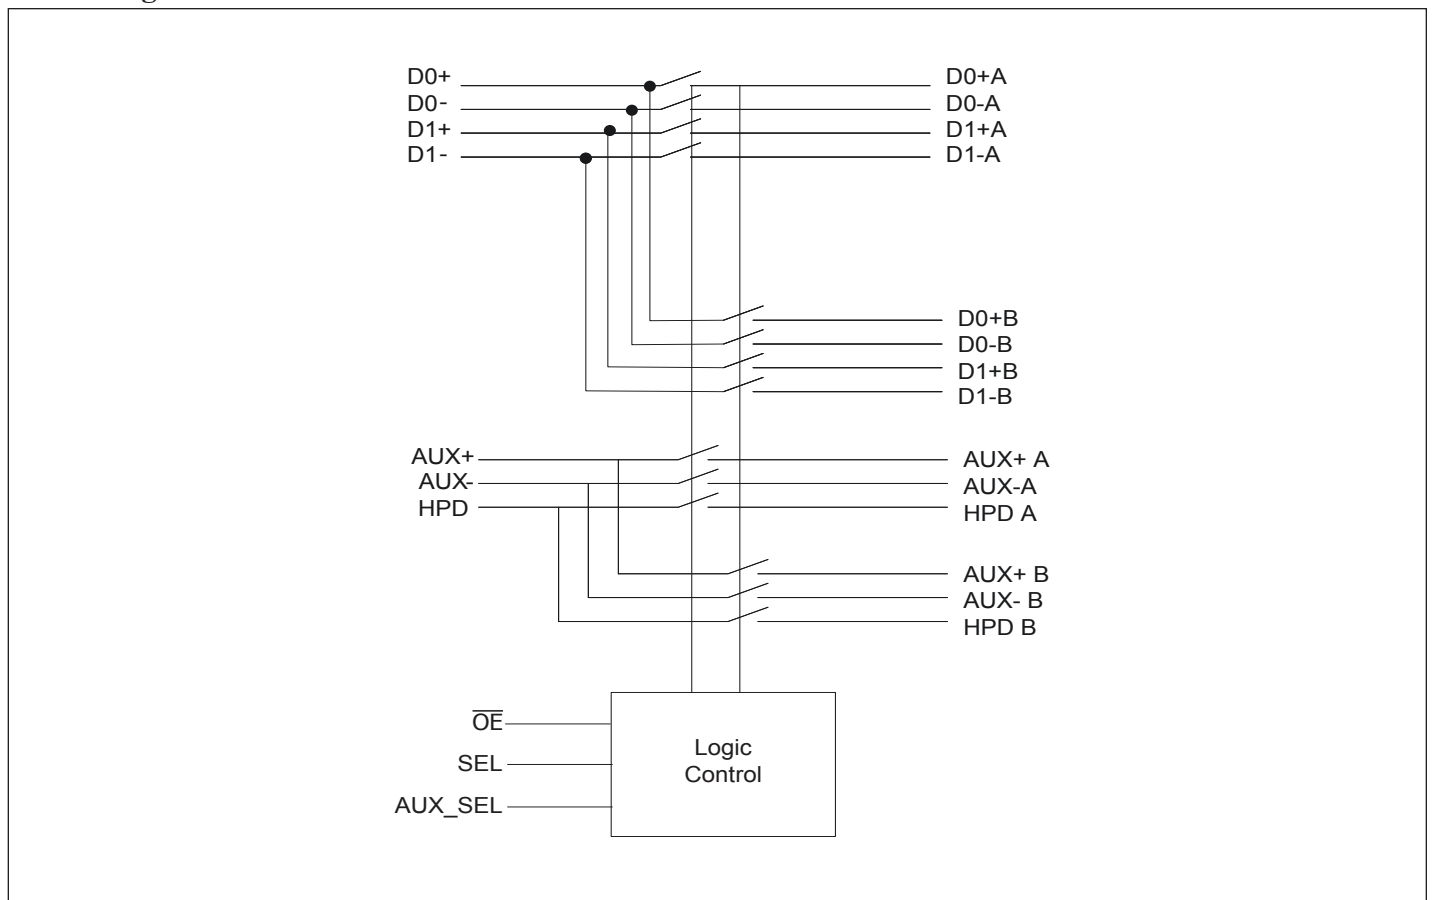 D0+
D0-
D1+
D1-
D0+A
D0-A
D1+A
D1-A
D0+B
D0-B
D1+B
D1-B
AUX+
AUX-
HPD
AUX+ A
AUX-A
HPD A
AUX+ B
AUX- B
HPD B
OE
SEL
AUX_SEL
Logic
Control